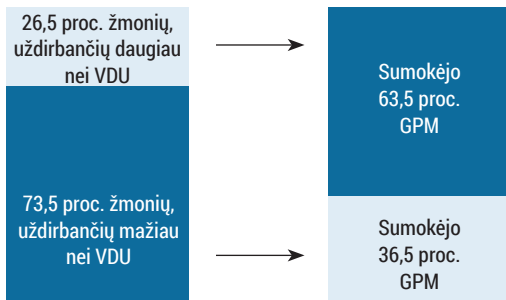 26,5 proc. žmonių,
uždirbančių daugiau
nei VDU
Sumokėjo
63,5 proc.
GPM
73,5 proc. žmonių,
uždirbančių mažiau
nei VDU
Sumokėjo
36,5 proc.
GPM